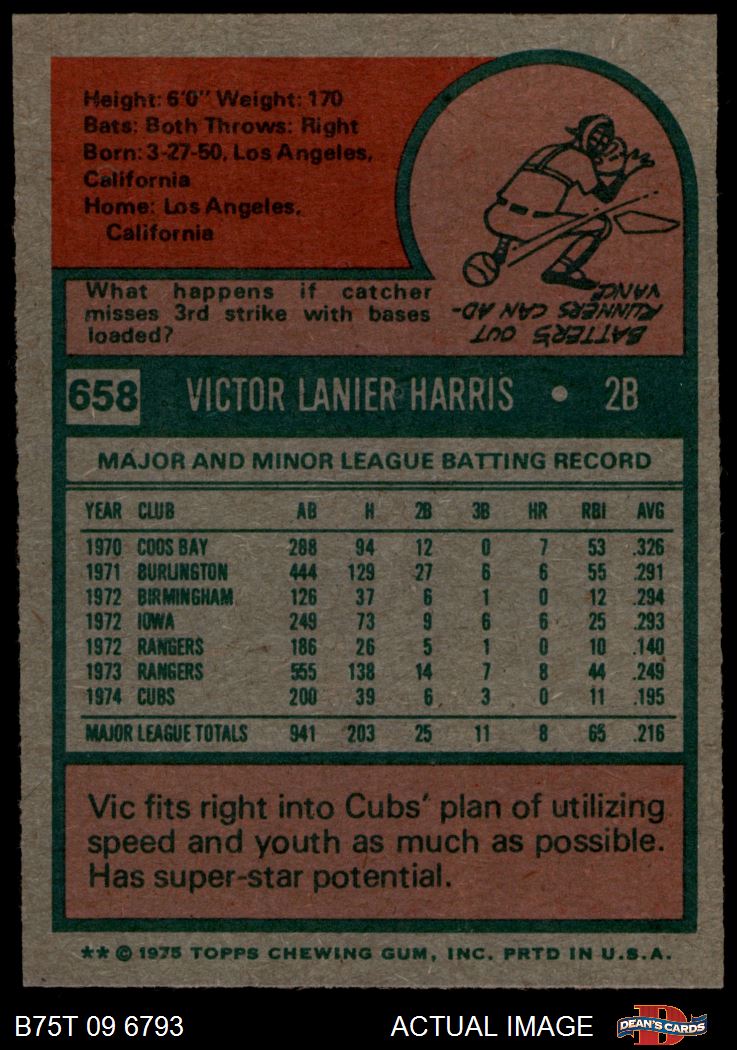 Height: 6'0" Weight: 170
Bats: Both Throws: Right
Born: 3-27-50, Los Angeles,
California
Home: Los Angeles,
California
What happens if catcher
misses 3rd strike with bases
loaded?
BATTER'S OUT
RUNNERS CAN AD-
VANCE
658 VICTOR LANIER HARRIS • 2B
MAJOR AND MINOR LEAGUE BATTING RECORD
YEAR CLUB AB H 2B 3B HR RBI AVG
1970 COOS BAY 288 94 12 0 7 53 .326
1971 BURLINGTON 444 129 27 6 6 55 .291
1972 BIRMINGHAM 126 37 6 1 0 12 .294
1972 IOWA 249 73 9 6 6 25 .293
1972 RANGERS 186 26 5 1 0 10 .140
1973 RANGERS 555 138 14 7 8 44 .249
1974 CUBS 200 39 6 3 0 11 .195
MAJOR LEAGUE TOTALS 941 203 25 11 8 65 .216
Vic fits right into Cubs' plan of utilizing
speed and youth as much as possible.
Has super-star potential.
** © 1975 TOPPS CHEWING GUM, INC. PRTD IN U.S.A.
B75T 09 6793 ACTUAL IMAGE DEAN'S CARDS